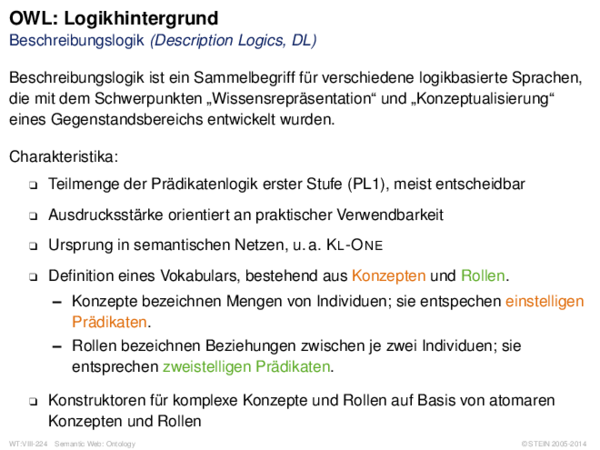 OWL: Logikhintergrund
Beschreibungslogik (Description Logics, DL)
Beschreibungslogik ist ein Sammelbegriff für verschiedene logikbasierte Sprachen,
die mit dem Schwerpunkten „Wissensrepräsentation“ und „Konzeptualisierung“
eines Gegenstandsbereichs entwickelt wurden.
Charakteristika:
❑ Teilmenge der Prädikatenlogik erster Stufe (PL1), meist entscheidbar
❑ Ausdrucksstärke orientiert an praktischer Verwendbarkeit
❑ Ursprung in semantischen Netzen, u. a. KL-ONE
❑ Definition eines Vokabulars, bestehend aus Konzepten und Rollen.
– Konzepte bezeichnen Mengen von Individuen; sie entspechen einstelligen
Prädikaten.
– Rollen bezeichnen Beziehungen zwischen je zwei Individuen; sie
entsprechen zweistelligen Prädikaten.
❑ Konstruktoren für komplexe Konzepte und Rollen auf Basis von atomaren
Konzepten und Rollen
WT:VIII-224 Semantic Web: Ontology © STEIN 2005-2014